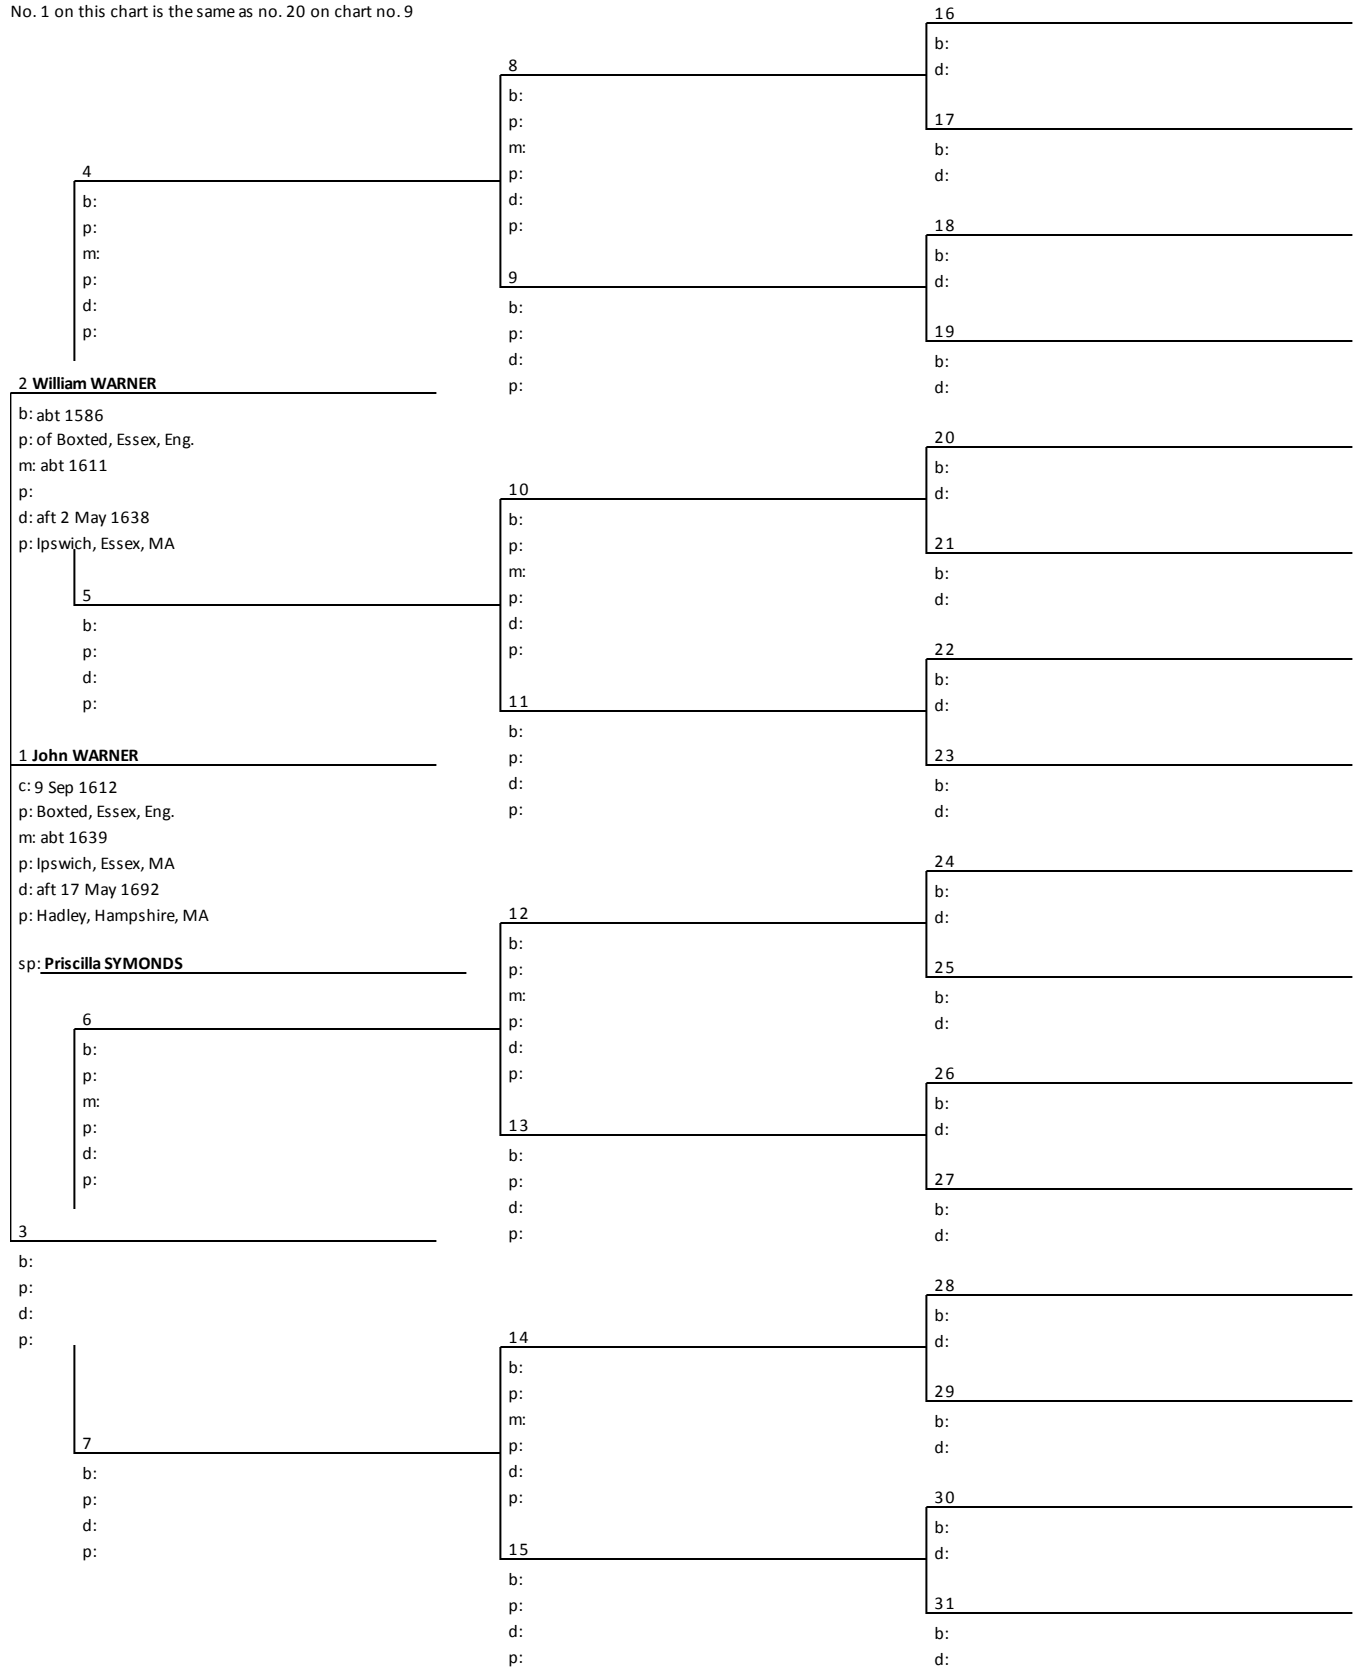 No. 1 on this chart is the same as no. 20 on chart no. 9
16
b:
d:
8
b:
p:
m:
p:
d:
p:
17
b:
d:
4
b:
p:
m:
p:
d:
p:
18
b:
d:
9
b:
p:
d:
p:
19
b:
d:
2 William WARNER
b: abt 1586
p: of Boxted, Essex, Eng.
m: abt 1611
p:
d: aft 2 May 1638
p: Ipswich, Essex, MA
20
b:
d:
10
b:
p:
m:
p:
d:
p:
21
b:
d:
5
b:
p:
d:
p:
22
b:
d:
11
b:
p:
d:
p:
23
b:
d:
1 John WARNER
c: 9 Sep 1612
p: Boxted, Essex, Eng.
m: abt 1639
p: Ipswich, Essex, MA
d: aft 17 May 1692
p: Hadley, Hampshire, MA
sp: Priscilla SYMONDS
24
b:
d:
12
b:
p:
m:
p:
d:
p:
25
b:
d:
6
b:
p:
m:
p:
d:
p:
26
b:
d:
13
b:
p:
d:
p:
27
b:
d:
3
b:
p:
d:
p:
28
b:
d:
14
b:
p:
m:
p:
d:
p:
29
b:
d:
7
b:
p:
d:
p:
30
b:
d:
15
b:
p:
d:
p:
31
b:
d: